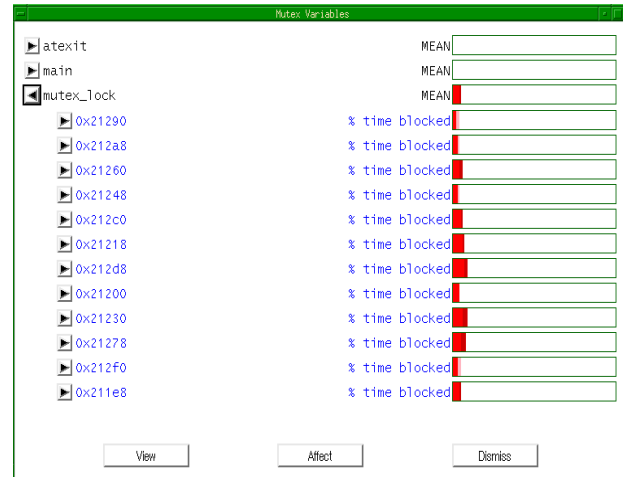 Mutex Variables
atexit MEAN
main MEAN
mutex_lock MEAN
0x21290 % time blocked
0x212a8 % time blocked
0x21260 % time blocked
0x21248 % time blocked
0x212c0 % time blocked
0x21218 % time blocked
0x212d8 % time blocked
0x21200 % time blocked
0x21230 % time blocked
0x21278 % time blocked
0x212f0 % time blocked
0x211e8 % time blocked
View Affect Dismiss